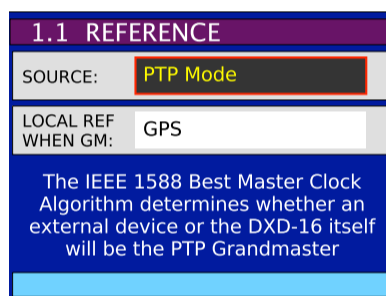 1.1 REFERENCE
SOURCE: PTP Mode
LOCAL REF
WHEN GM: GPS
The IEEE 1588 Best Master Clock
Algorithm determines whether an
external device or the DXD-16 itself
will be the PTP Grandmaster